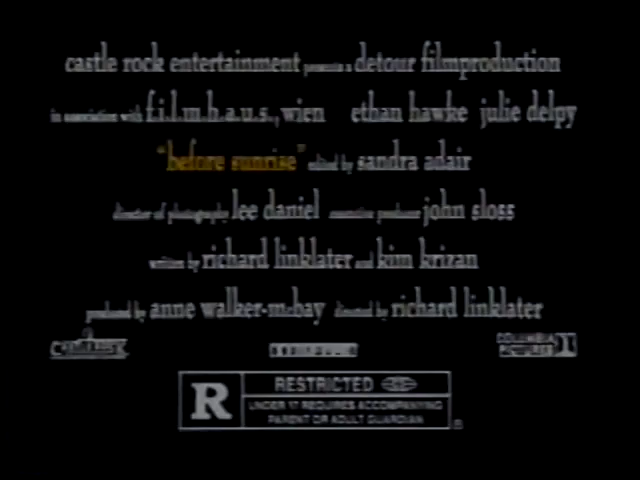 castle rock entertainment presents a detour filmproduction
in association with f.i.l.m.h.a.u.s., wien ethan hawke julie delpy
"before sunrise" edited by sandra adair
director of photography lee daniel executive producer john sloss
written by richard linklater and kim krizan
produced by anne walker-mcbay directed by richard linklater
COLUMBIA
PICTURES
R RESTRICTED
UNDER 17 REQUIRES ACCOMPANYING
PARENT OR ADULT GUARDIAN